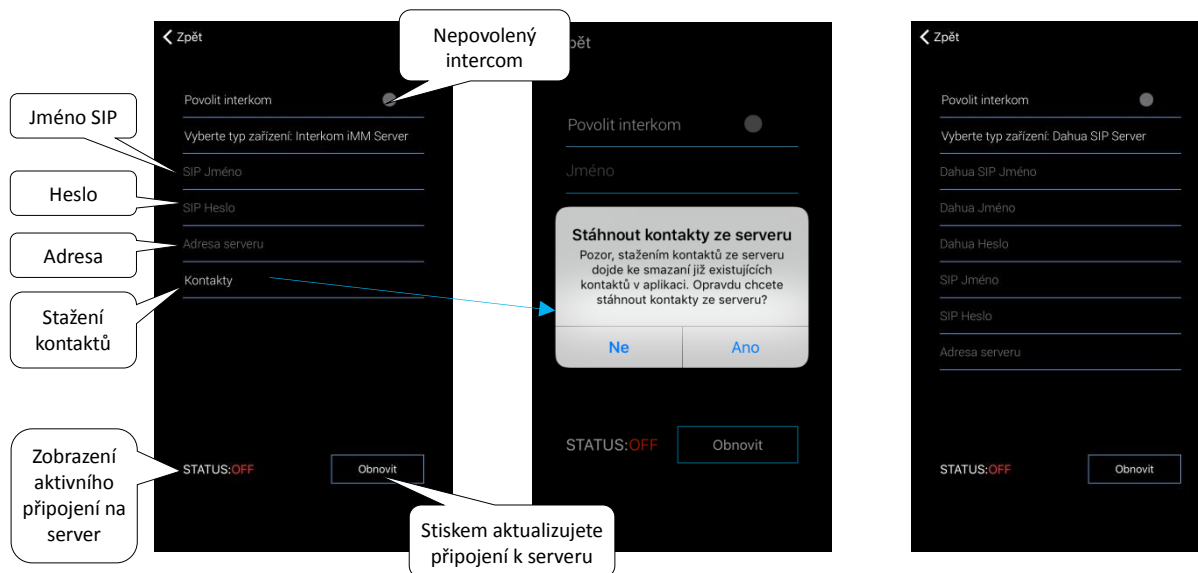 Zpět
Povolit interkom
Vyberte typ zařízení: Interkom iMM Server
SIP Jméno
SIP Heslo
Adresa serveru
Kontakty
STATUS:OFF
Obnovit
Nepovolený
intercom
Jméno SIP
Heslo
Adresa
Stažení
kontaktů
Zobrazení
aktivního
připojení na
server
Stiskem aktualizujete
připojení k serveru
pět
Povolit interkom
Jméno
Stáhnout kontakty ze serveru
Pozor, stažením kontaktů ze serveru
dojde ke smazaní již existujících
kontaktů v aplikaci. Opravdu chcete
stáhnout kontakty ze serveru?
Ne
Ano
STATUS:OFF
Obnovit
Zpět
Povolit interkom
Vyberte typ zařízení: Dahua SIP Server
Dahua SIP Jméno
Dahua Jméno
Dahua Heslo
SIP Jméno
SIP Heslo
Adresa serveru
STATUS:OFF
Obnovit